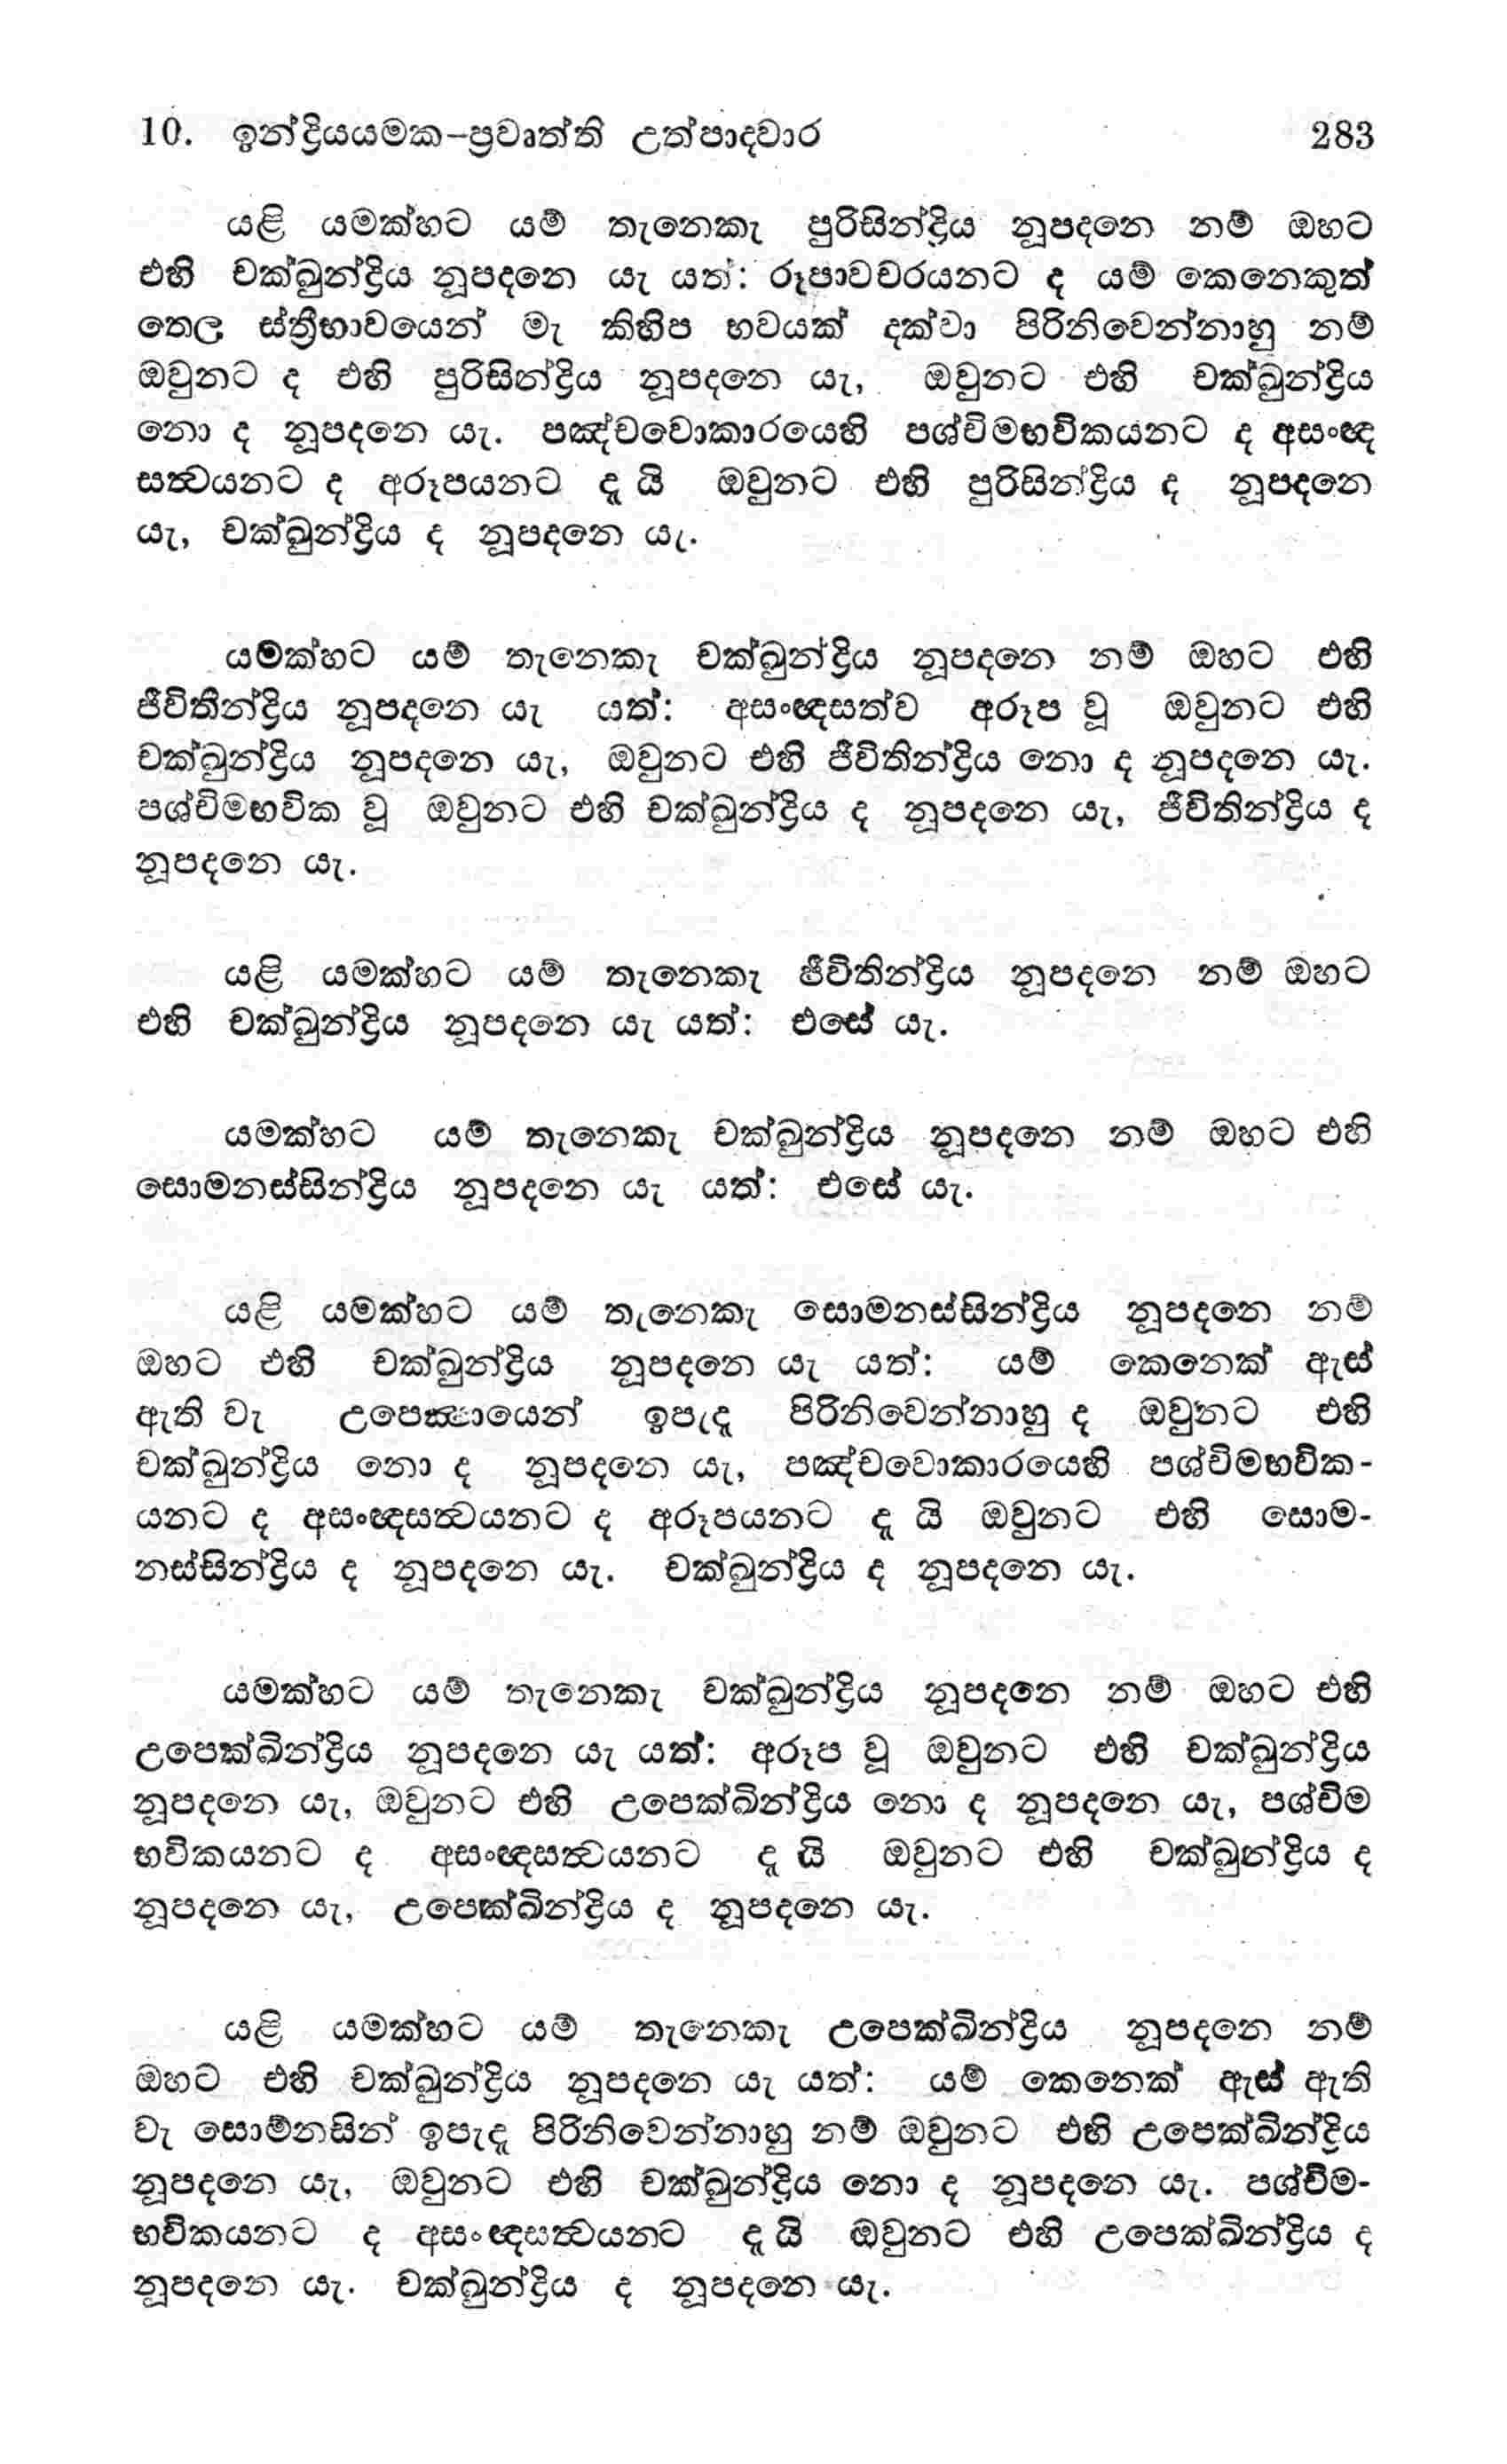 10. ඉන්ද්‍රියයමක-ප්‍රවෘත්ති උත්පාදවාර 283
යළි යමක්හට යම් තැනෙකැ පුරිසින්ද්‍රිය නූපදනෙ නම් ඔහට
එහි චක්ඛුන්ද්‍රිය නූපදනෙ යැ යත්: රූපාවචරයනට ද යම් කෙනෙකුත්
තෙල ස්ත්‍රීභාවයෙන් මැ කිහිප භවයක් දක්වා පිරිනිවෙන්නාහු නම්
ඔවුනට ද එහි පුරිසින්ද්‍රිය නූපදනෙ යැ, ඔවුනට එහි චක්ඛුන්ද්‍රිය
නො ද නූපදනෙ යැ. පඤ්චවොකාරයෙහි පශ්චිමභවිකයනට ද අසංඥ
සත්‍වයනට ද අරූපයනට දැ යි ඔවුනට එහි පුරිසින්ද්‍රිය ද නූපදනෙ
යැ, චක්ඛුන්ද්‍රිය ද නූපදනෙ යැ.
යමක්හට යම් තැනෙකැ චක්ඛුන්ද්‍රිය නූපදනෙ නම් ඔහට එහි
ජීවිතීන්ද්‍රිය නූපදනෙ යැ යත්: අසංඥසත්ව අරූප වූ ඔවුනට එහි
චක්ඛුන්ද්‍රිය නූපදනෙ යැ, ඔවුනට එහි ජීවිතින්ද්‍රිය නො ද නූපදනෙ යැ.
පශ්චිමභවික වූ ඔවුනට එහි චක්ඛුන්ද්‍රිය ද නූපදනෙ යැ, ජීවිතින්ද්‍රිය ද
නූපදනෙ යැ.
යළි යමක්හට යම් තැනෙකැ ජීවිතින්ද්‍රිය නූපදනෙ නම් ඔහට
එහි චක්ඛුන්ද්‍රිය නූපදනෙ යැ යත්: එසේ යැ.
යමක්හට යම් තැනෙකැ චක්ඛුන්ද්‍රිය නූපදනෙ නම් ඔහට එහි
සොමනස්සින්ද්‍රිය නූපදනෙ යැ යත්: එසේ යැ.
යළි යමක්හට යම් තැනෙකැ සොමනස්සින්ද්‍රිය නූපදනෙ නම්
ඔහට එහි චක්ඛුන්ද්‍රිය නූපදනෙ යැ යත්: යම් කෙනෙක් ඇස්
ඇති වැ උපෙක්‍ෂායෙන් ඉපැදැ පිරිනිවෙන්නාහු ද ඔවුනට එහි
චක්ඛුන්ද්‍රිය නො ද නූපදනෙ යැ, පඤ්චවොකාරයෙහි පශ්චිමභවික-
යනට ද අසංඥසත්‍වයනට ද අරූපයනට දැ යි ඔවුනට එහි සොම-
නස්සින්ද්‍රිය ද නූපදනෙ යැ. චක්ඛුන්ද්‍රිය ද නූපදනෙ යැ.
යමක්හට යම් තැනෙකැ චක්ඛුන්ද්‍රිය නූපදනෙ නම් ඔහට එහි
උපෙක්ඛින්ද්‍රිය නූපදනෙ යැ යත්: අරූප වූ ඔවුනට එහි චක්ඛුන්ද්‍රිය
නූපදනෙ යැ, ඔවුනට එහි උපෙක්ඛින්ද්‍රිය නො ද නූපදනෙ යැ, පශ්චිම
භවිකයනට ද අසංඥසත්‍වයනට දැ යි ඔවුනට එහි චක්ඛුන්ද්‍රිය ද
නූපදනෙ යැ, උපෙක්ඛින්ද්‍රිය ද නූපදනෙ යැ.
යළි යමක්හට යම් තැනෙකැ උපෙක්ඛින්ද්‍රිය නූපදනෙ නම්
ඔහට එහි චක්ඛුන්ද්‍රිය නූපදනෙ යැ යත්: යම් කෙනෙක් ඇස් ඇති
වැ සොම්නසින් ඉපැදැ පිරිනිවෙන්නාහු නම් ඔවුනට එහි උපෙක්ඛින්ද්‍රිය
නූපදනෙ යැ, ඔවුනට එහි චක්ඛුන්ද්‍රිය නො ද නූපදනෙ යැ. පශ්චිම-
භවිකයනට ද අසංඥසත්‍වයනට දැ යි ඔවුනට එහි උපෙක්ඛින්ද්‍රිය ද
නූපදනෙ යැ. චක්ඛුන්ද්‍රිය ද නූපදනෙ යැ.